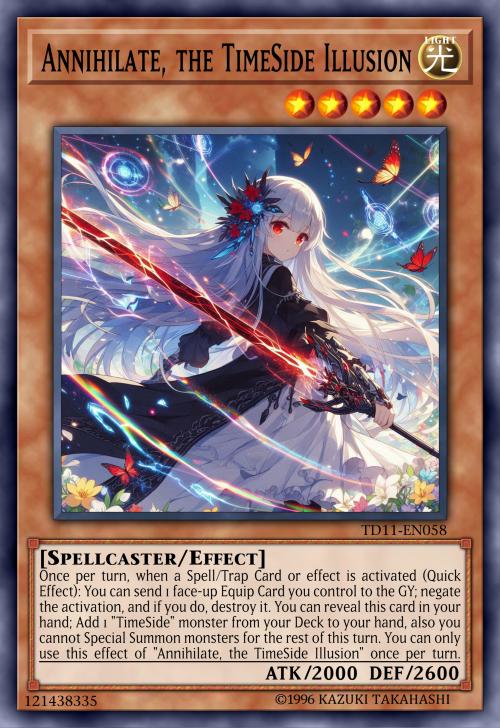 ANNIHILATE, THE TIMESIDE ILLUSION
LIGHT
光
TD11-EN058
[SPELLCASTER/EFFECT]
Once per turn, when a Spell/Trap Card or effect is activated (Quick
Effect): You can send 1 face-up Equip Card you control to the GY; negate
the activation, and if you do, destroy it. You can reveal this card in your
hand; Add 1 "TimeSide" monster from your Deck to your hand, also you
cannot Special Summon monsters for the rest of this turn. You can only
use this effect of "Annihilate, the TimeSide Illusion" once per turn.
ATK/2000 DEF/2600
121438335
©1996 KAZUKI TAKAHASHI